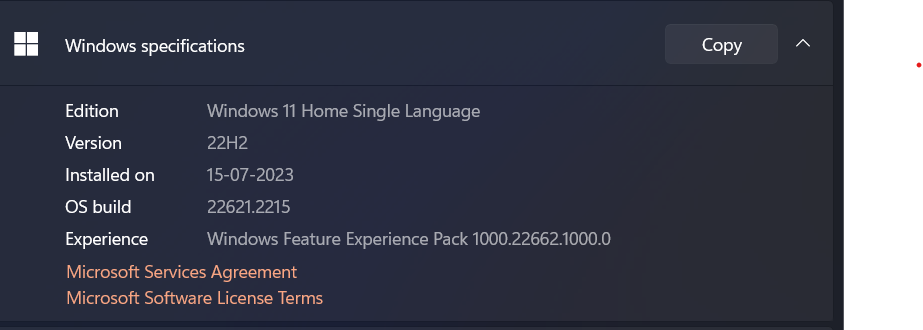 Windows specifications Copy
Edition Windows 11 Home Single Language
Version 22H2
Installed on 15-07-2023
OS build 22621.2215
Experience Windows Feature Experience Pack 1000.22662.1000.0
Microsoft Services Agreement
Microsoft Software License Terms